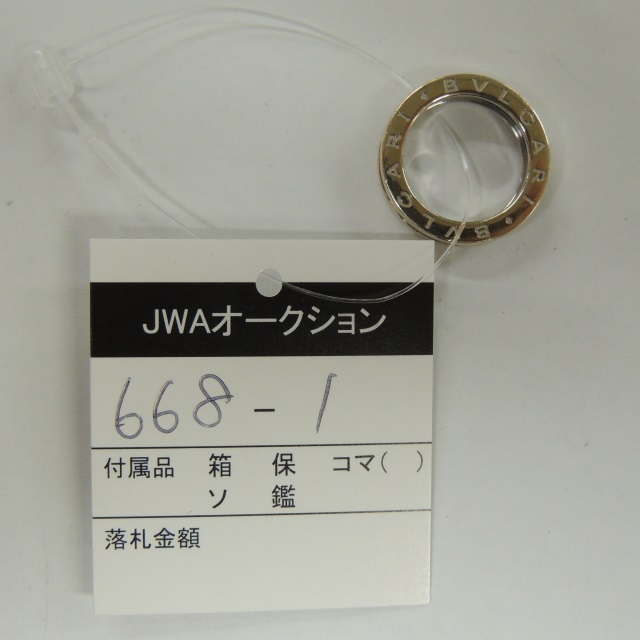 BVLGARI • BVLGARI •
JWAオークション
668 - 1
付属品 箱 保 コマ( )
ソ 鑑
落札金額